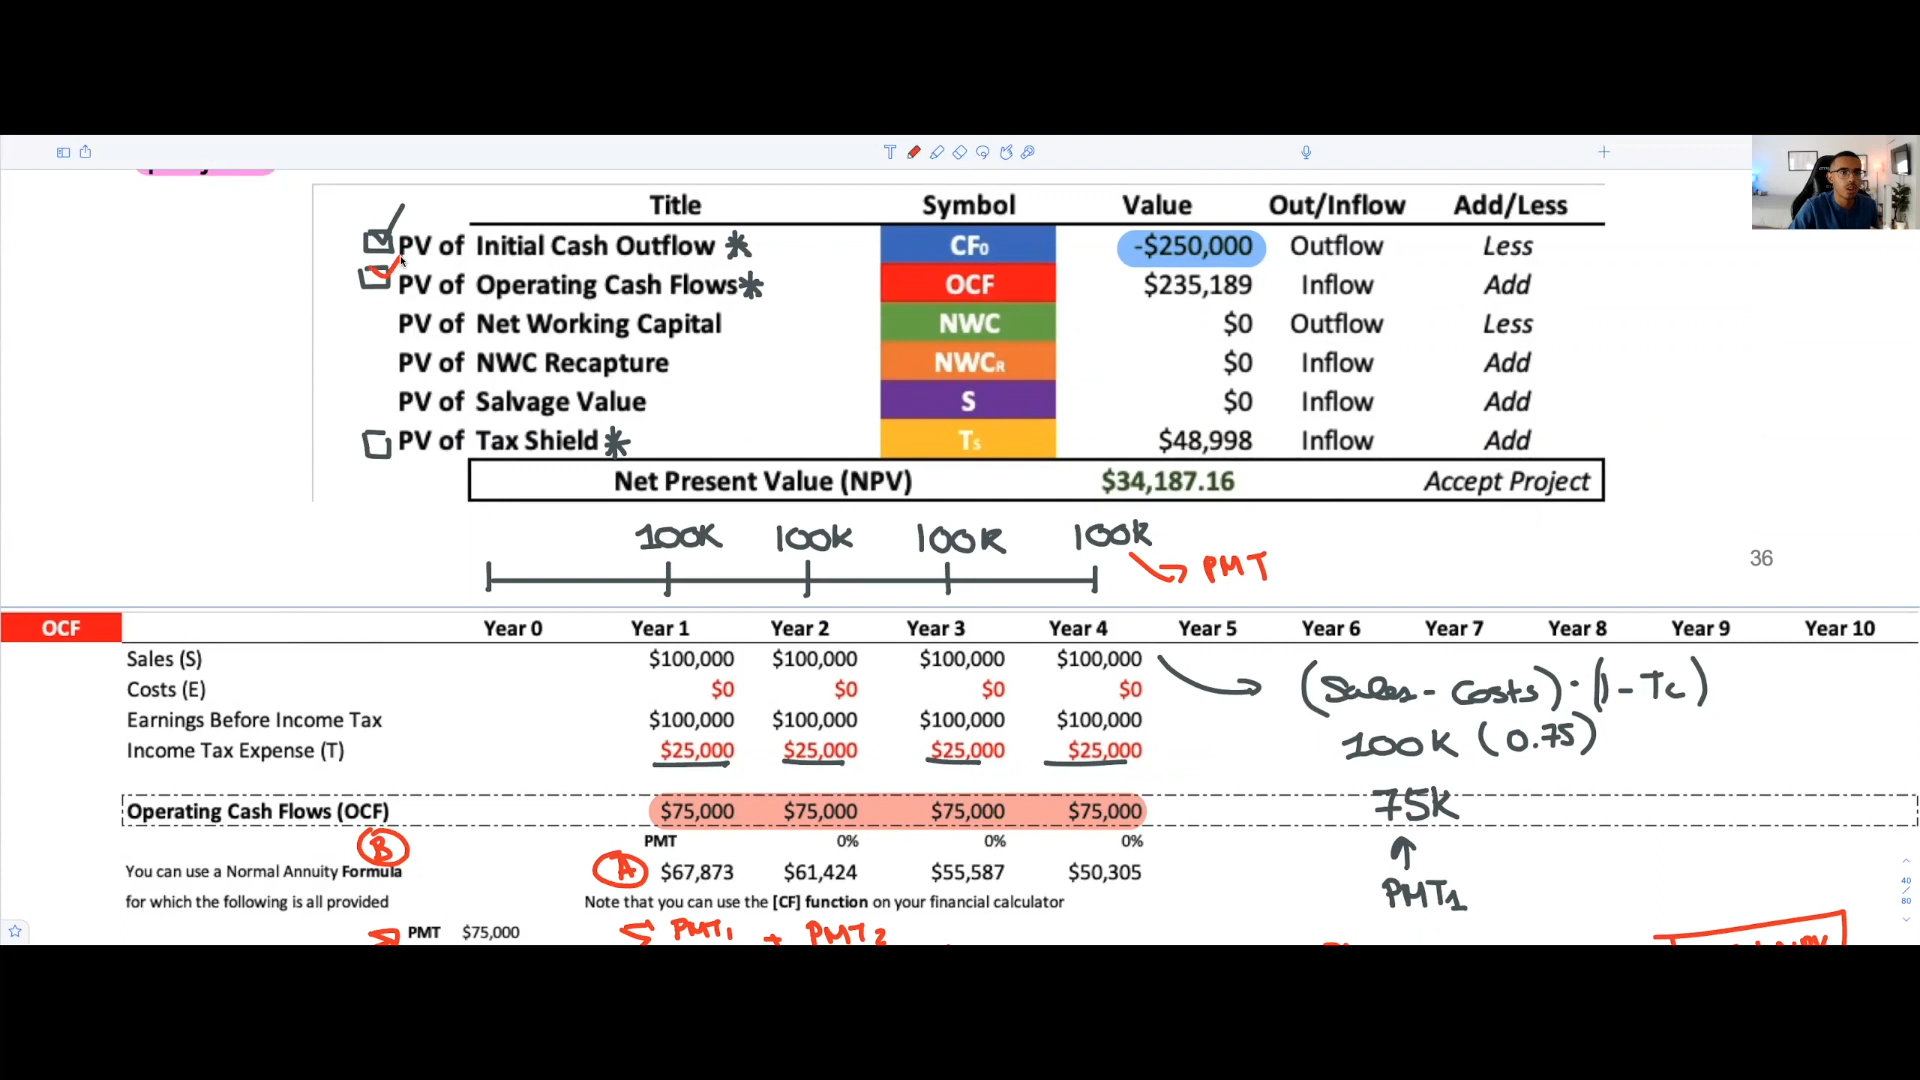 Title Symbol Value Out/Inflow Add/Less
PV of Initial Cash Outflow * CF0 -$250,000 Outflow Less
PV of Operating Cash Flows* OCF $235,189 Inflow Add
PV of Net Working Capital NWC $0 Outflow Less
PV of NWC Recapture NWCR $0 Inflow Add
PV of Salvage Value S $0 Inflow Add
PV of Tax Shield * Ts $48,998 Inflow Add
Net Present Value (NPV) $34,187.16 Accept Project
100K 100K 100K 100K
PMT
36
OCF Year 0 Year 1 Year 2 Year 3 Year 4 Year 5 Year 6 Year 7 Year 8 Year 9 Year 10
Sales (S) $100,000 $100,000 $100,000 $100,000
(Sales - Costs) · (1 - Tc)
Costs (E) $0 $0 $0 $0
Earnings Before Income Tax $100,000 $100,000 $100,000 $100,000
100K (0.75)
Income Tax Expense (T) $25,000 $25,000 $25,000 $25,000
Operating Cash Flows (OCF) $75,000 $75,000 $75,000 $75,000
75K
PMT 0% 0% 0%
B
You can use a Normal Annuity Formula A $67,873 $61,424 $55,587 $50,305
PMT1
for which the following is all provided Note that you can use the [CF] function on your financial calculator
PMT $75,000 PMT1 + PMT2
40
/
80